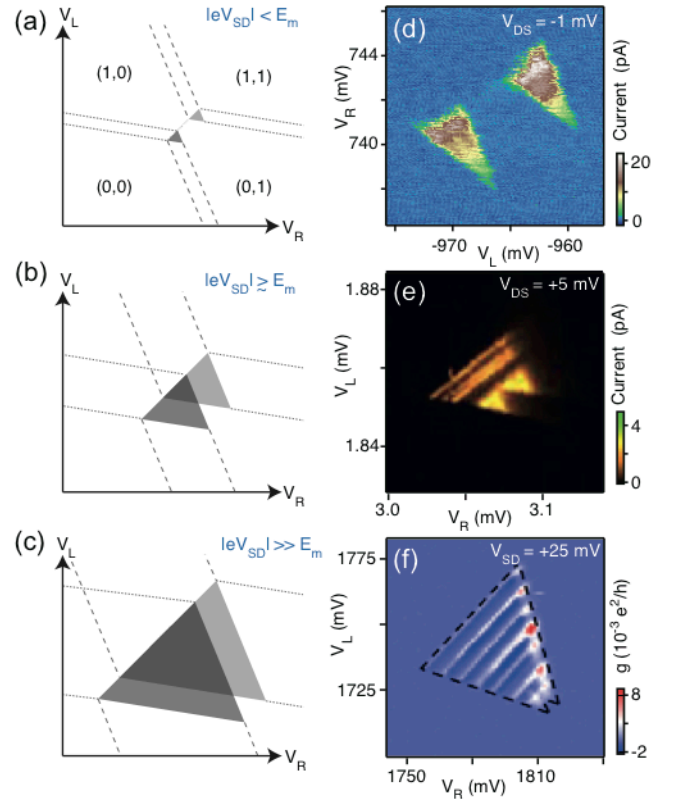 (a)
V_L
|eV_SD| < E_m
(1,0)
(1,1)
(0,0)
(0,1)
V_R
(b)
V_L
|eV_SD| ≳ E_m
V_R
(c)
V_L
|eV_SD| >> E_m
V_R
(d)
V_DS = -1 mV
744
740
V_R (mV)
-970
-960
V_L (mV)
Current (pA)
20
0
(e)
V_DS = +5 mV
1.88
1.84
V_L (mV)
3.0
3.1
V_R (mV)
Current (pA)
4
0
(f)
V_SD = +25 mV
1775
1725
V_L (mV)
1750
1810
V_R (mV)
g (10⁻³ e²/h)
8
-2